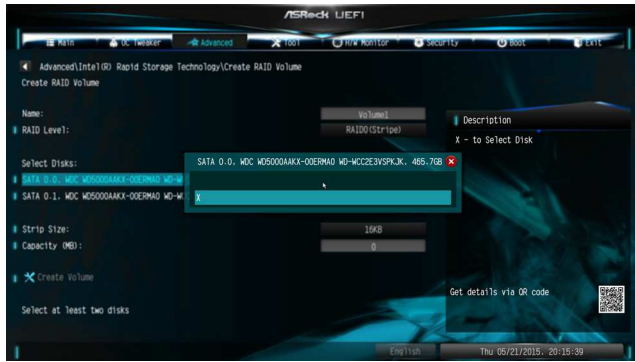 ASRock UEFI
Main OC Tweaker Advanced Tool H/W Monitor Security Boot Exit
Advanced\Intel(R) Rapid Storage Technology\Create RAID Volume
Create RAID Volume
Name: Volume1
RAID Level: RAID0(Stripe)
Description
X - to Select Disk
Select Disks:
SATA 0.0, WDC WD5000AAKX-00ERMA0 WD-WCC2E3VSPKJK, 465.7GB
SATA 0.0, WDC WD5000AAKX-00ERMA0 WD-W
X
SATA 0.1, WDC WD5000AAKX-00ERMA0 WD-WC
Strip Size: 16KB
Capacity (MB): 0
Create Volume
Select at least two disks
Get details via QR code
English Thu 05/21/2015, 20:15:39